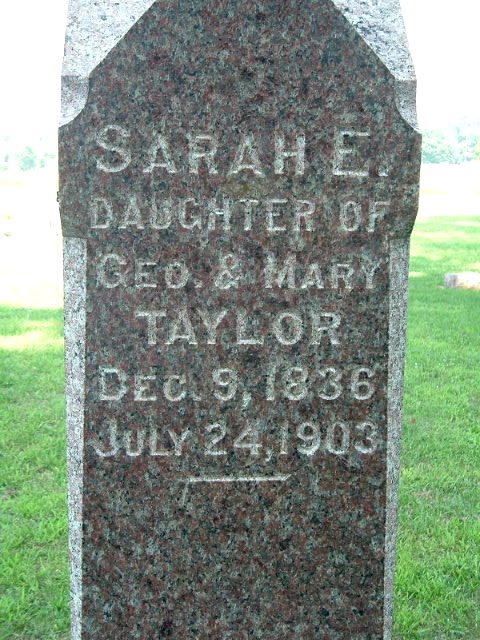 SARAH E.
DAUGHTER OF
GEO. & MARY
TAYLOR
DEC. 9, 1836
JULY 24, 1903